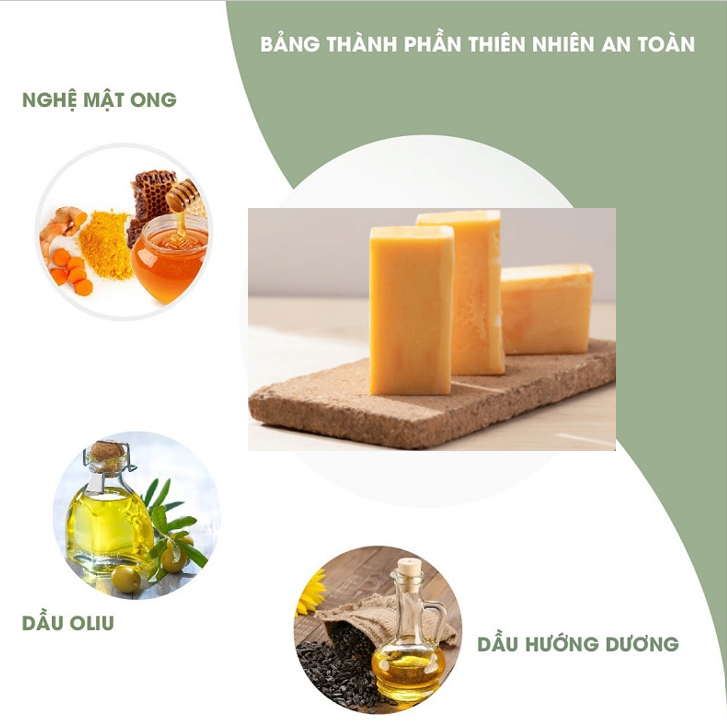 BẢNG THÀNH PHẦN THIÊN NHIÊN AN TOÀN
NGHỆ MẬT ONG
DẦU OLIU
DẦU HƯỚNG DƯƠNG